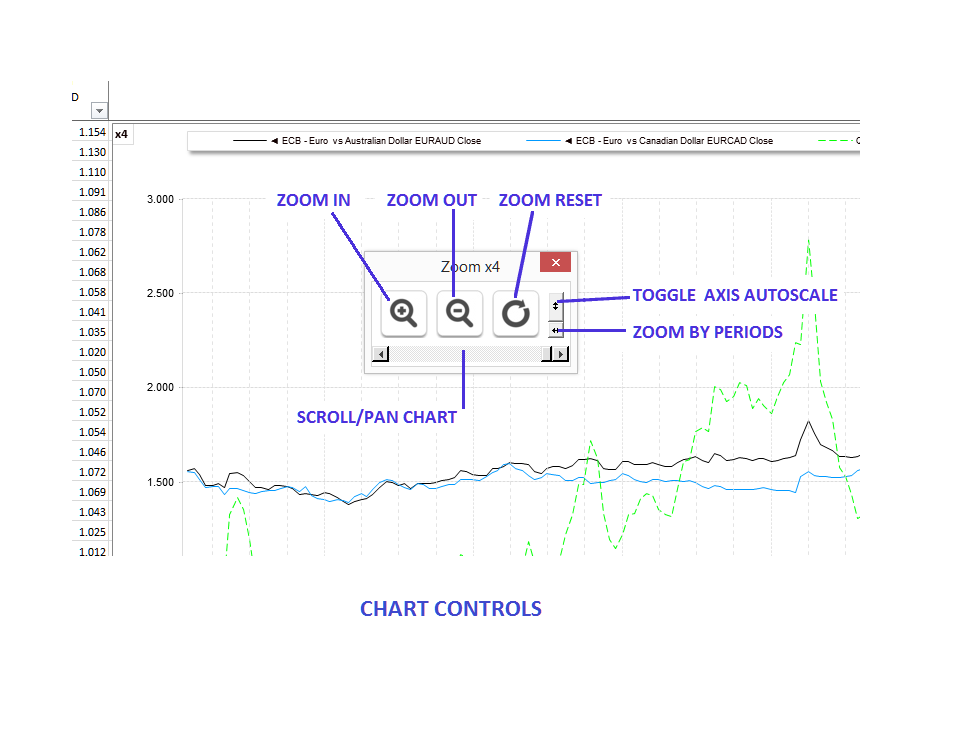 D
1.154
1.130
1.110
1.091
1.086
1.078
1.062
1.068
1.058
1.041
1.035
1.020
1.050
1.070
1.052
1.054
1.046
1.072
1.069
1.043
1.025
1.012
x4
◄ ECB - Euro vs Australian Dollar EURAUD Close ◄ ECB - Euro vs Canadian Dollar EURCAD Close
3.000
2.500
2.000
1.500
ZOOM IN ZOOM OUT ZOOM RESET
Zoom x4
TOGGLE AXIS AUTOSCALE
ZOOM BY PERIODS
SCROLL/PAN CHART
CHART CONTROLS